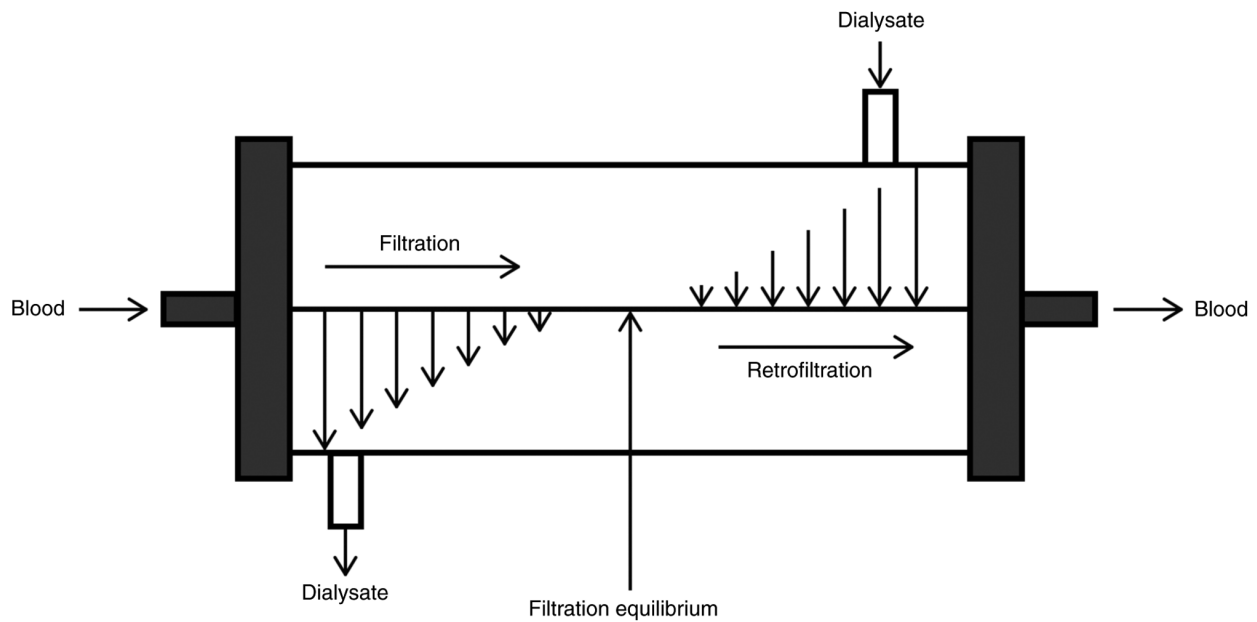 Dialysate
Filtration
Blood
Blood
Retrofiltration
Dialysate
Filtration equilibrium